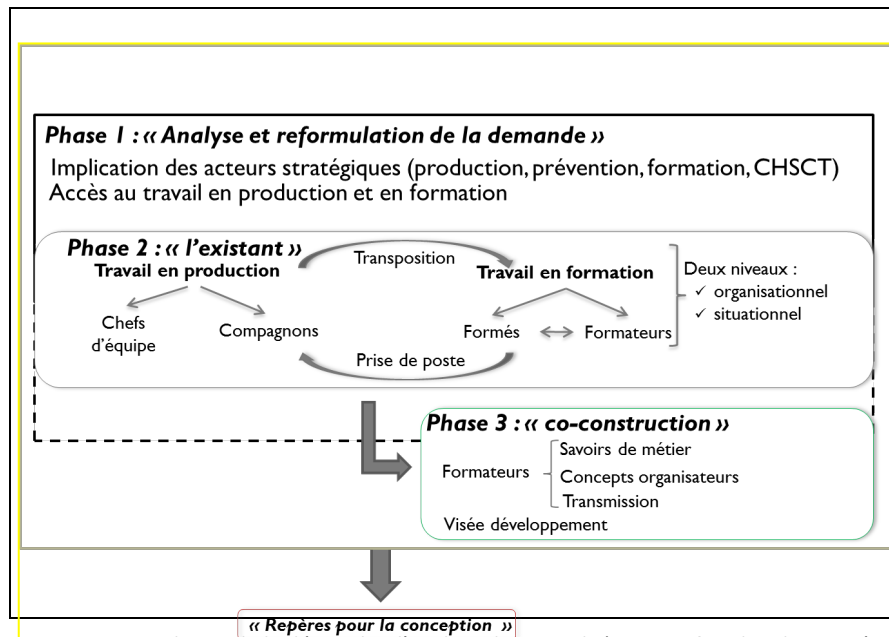 Phase 1 : « Analyse et reformulation de la demande »
Implication des acteurs stratégiques (production, prévention, formation, CHSCT)
Accès au travail en production et en formation
Phase 2 : « l'existant »
Travail en production
Transposition
Travail en formation
Deux niveaux :
✓ organisationnel
✓ situationnel
Chefs
d'équipe
Compagnons
Formés
Formateurs
Prise de poste
Phase 3 : « co-construction »
Savoirs de métier
Formateurs
Concepts organisateurs
Transmission
Visée développement
« Repères pour la conception »